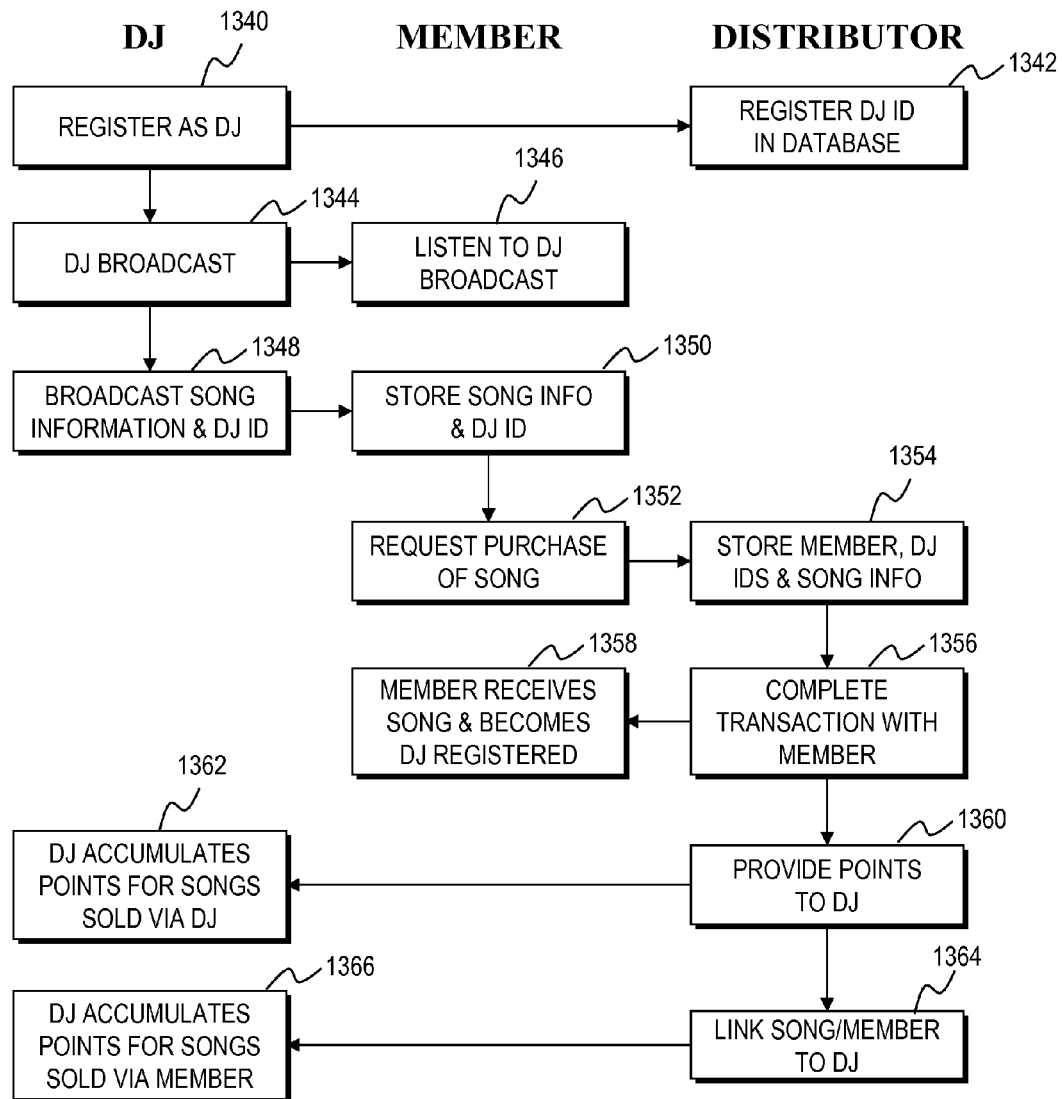 DJ
MEMBER
DISTRIBUTOR
1340
1342
REGISTER AS DJ
REGISTER DJ ID
IN DATABASE
1344
1346
DJ BROADCAST
LISTEN TO DJ
BROADCAST
1348
1350
BROADCAST SONG
INFORMATION & DJ ID
STORE SONG INFO
& DJ ID
1352
1354
REQUEST PURCHASE
OF SONG
STORE MEMBER, DJ
IDS & SONG INFO
1358
1356
MEMBER RECEIVES
SONG & BECOMES
DJ REGISTERED
COMPLETE
TRANSACTION WITH
MEMBER
1362
1360
DJ ACCUMULATES
POINTS FOR SONGS
SOLD VIA DJ
PROVIDE POINTS
TO DJ
1366
1364
DJ ACCUMULATES
POINTS FOR SONGS
SOLD VIA MEMBER
LINK SONG/MEMBER
TO DJ